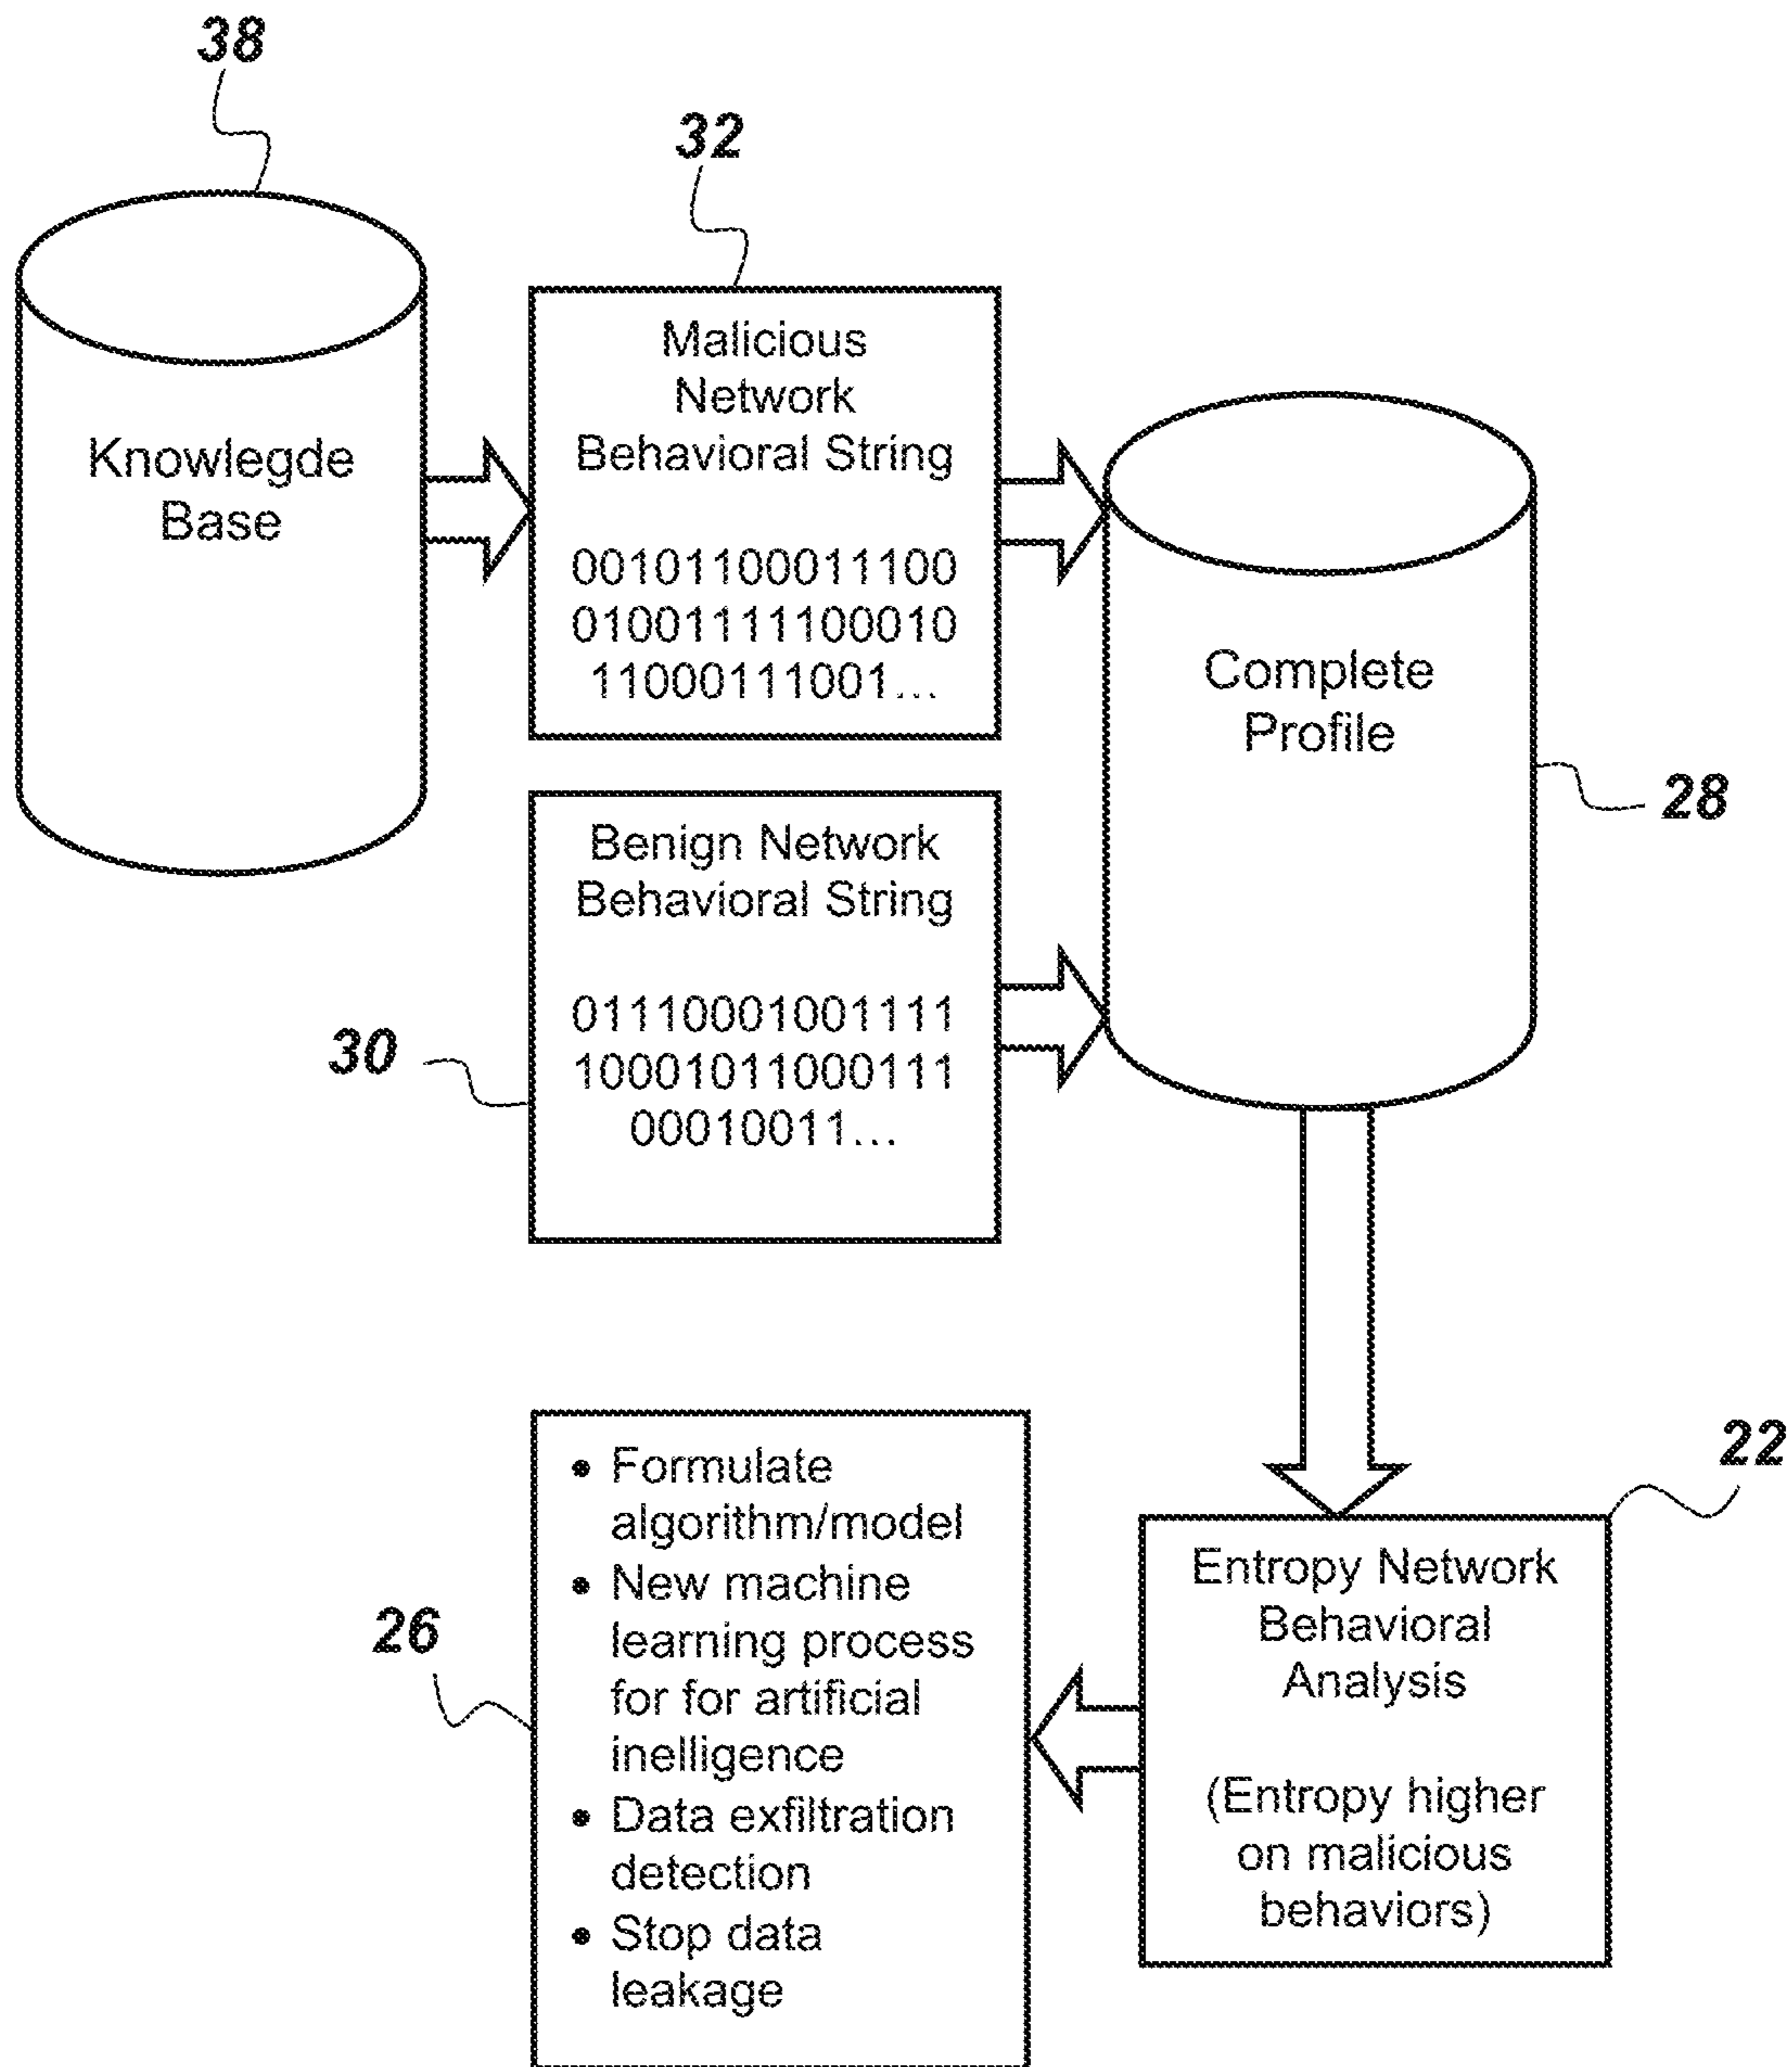 38
32
Knowlegde
Base
Malicious
Network
Behavioral String
00101100011100
01001111100010
11000111001...
Complete
Profile
28
Benign Network
Behavioral String
01110001001111
10001011000111
00010011...
30
22
Entropy Network
Behavioral
Analysis
(Entropy higher
on malicious
behaviors)
26
• Formulate
algorithm/model
• New machine
learning process
for for artificial
inelligence
• Data exfiltration
detection
• Stop data
leakage